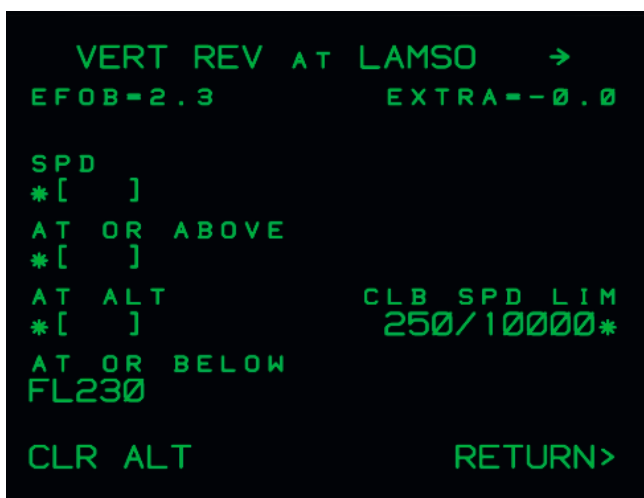 VERT REV AT LAMSO →
EFOB=2.3 EXTRA=-0.0
SPD
*[ ]
AT OR ABOVE
*[ ]
AT ALT CLB SPD LIM
*[ ] 250/10000*
AT OR BELOW
FL230
CLR ALT RETURN>